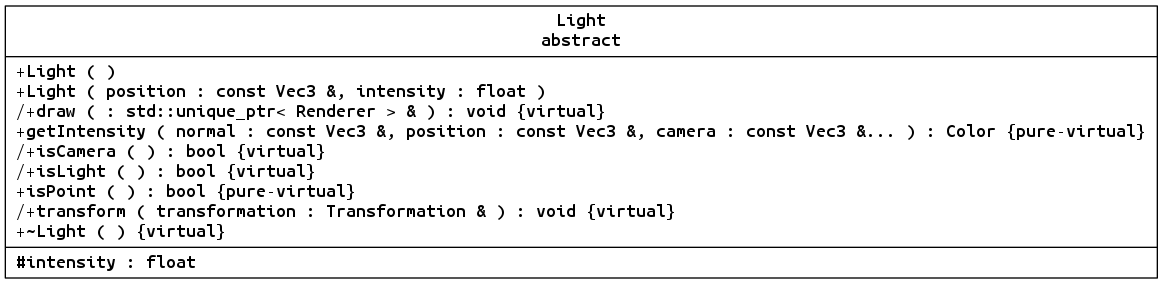 Light
abstract
+Light ( )
+Light ( position : const Vec3 &, intensity : float )
/+draw ( : std::unique_ptr< Renderer > & ) : void {virtual}
+getIntensity ( normal : const Vec3 &, position : const Vec3 &, camera : const Vec3 &... ) : Color {pure-virtual}
/+isCamera ( ) : bool {virtual}
/+isLight ( ) : bool {virtual}
+isPoint ( ) : bool {pure-virtual}
/+transform ( transformation : Transformation & ) : void {virtual}
+~Light ( ) {virtual}
#intensity : float